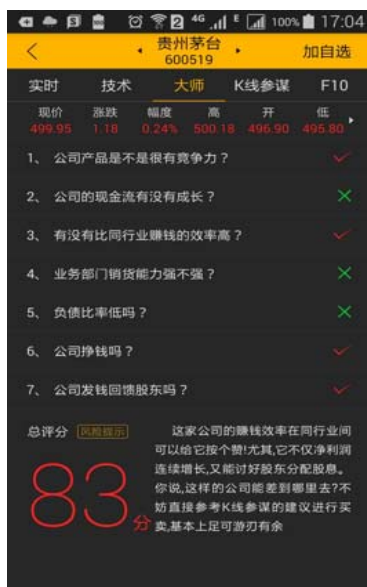 2 4G E 100% 17:04
贵州茅台
600519
加自选
实时 技术 大师 K线参谋 F10
现价 涨跌 幅度 高 开 低
499.95 1.18 0.24% 500.18 496.90 495.80
1、 公司产品是不是很有竞争力？
2、 公司的现金流有没有成长？
3、 有没有比同行业赚钱的效率高？
4、 业务部门销货能力强不强？
5、 负债比率低吗？
6、 公司挣钱吗？
7、 公司发钱回馈股东吗？
总评分 风险提示
83分
这家公司的赚钱效率在同行业间
可以给它按个赞!尤其,它不仅净利润
连续增长,又能讨好股东分配股息。
你说,这样的公司能差到哪里去?不
妨直接参考K线参谋的建议进行买
卖,基本上足可游刃有余